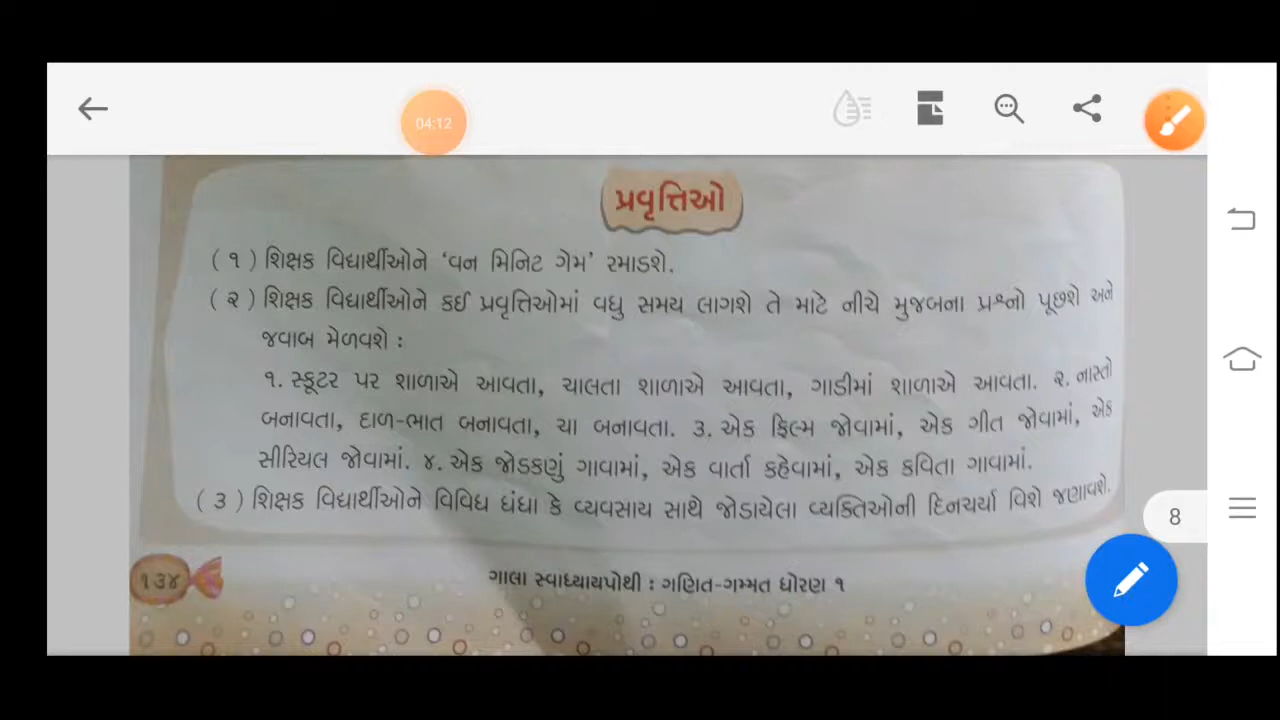 04:12
પ્રવૃત્તિઓ
( ૧ ) શિક્ષક વિદ્યાર્થીઓને ‘વન મિનિટ ગેમ’ રમાડશે.
( ૨ ) શિક્ષક વિદ્યાર્થીઓને કઈ પ્રવૃત્તિઓમાં વધુ સમય લાગશે તે માટે નીચે મુજબના પ્રશ્નો પૂછશે અને
જવાબ મેળવશે :
૧. સ્કૂટર પર શાળાએ આવતા, ચાલતા શાળાએ આવતા, ગાડીમાં શાળાએ આવતા. ૨. નાસ્તો
બનાવતા, દાળ-ભાત બનાવતા, ચા બનાવતા. ૩. એક ફિલ્મ જોવામાં, એક ગીત જોવામાં, એક
સીરિયલ જોવામાં. ૪. એક જોડકણું ગાવામાં, એક વાર્તા કહેવામાં, એક કવિતા ગાવામાં.
( ૩ ) શિક્ષક વિદ્યાર્થીઓને વિવિધ ધંધા કે વ્યવસાય સાથે જોડાયેલા વ્યક્તિઓની દિનચર્યા વિશે જણાવશે.
8
૧૩૪
ગાલા સ્વાધ્યાયપોથી : ગણિત-ગમ્મત ધોરણ ૧